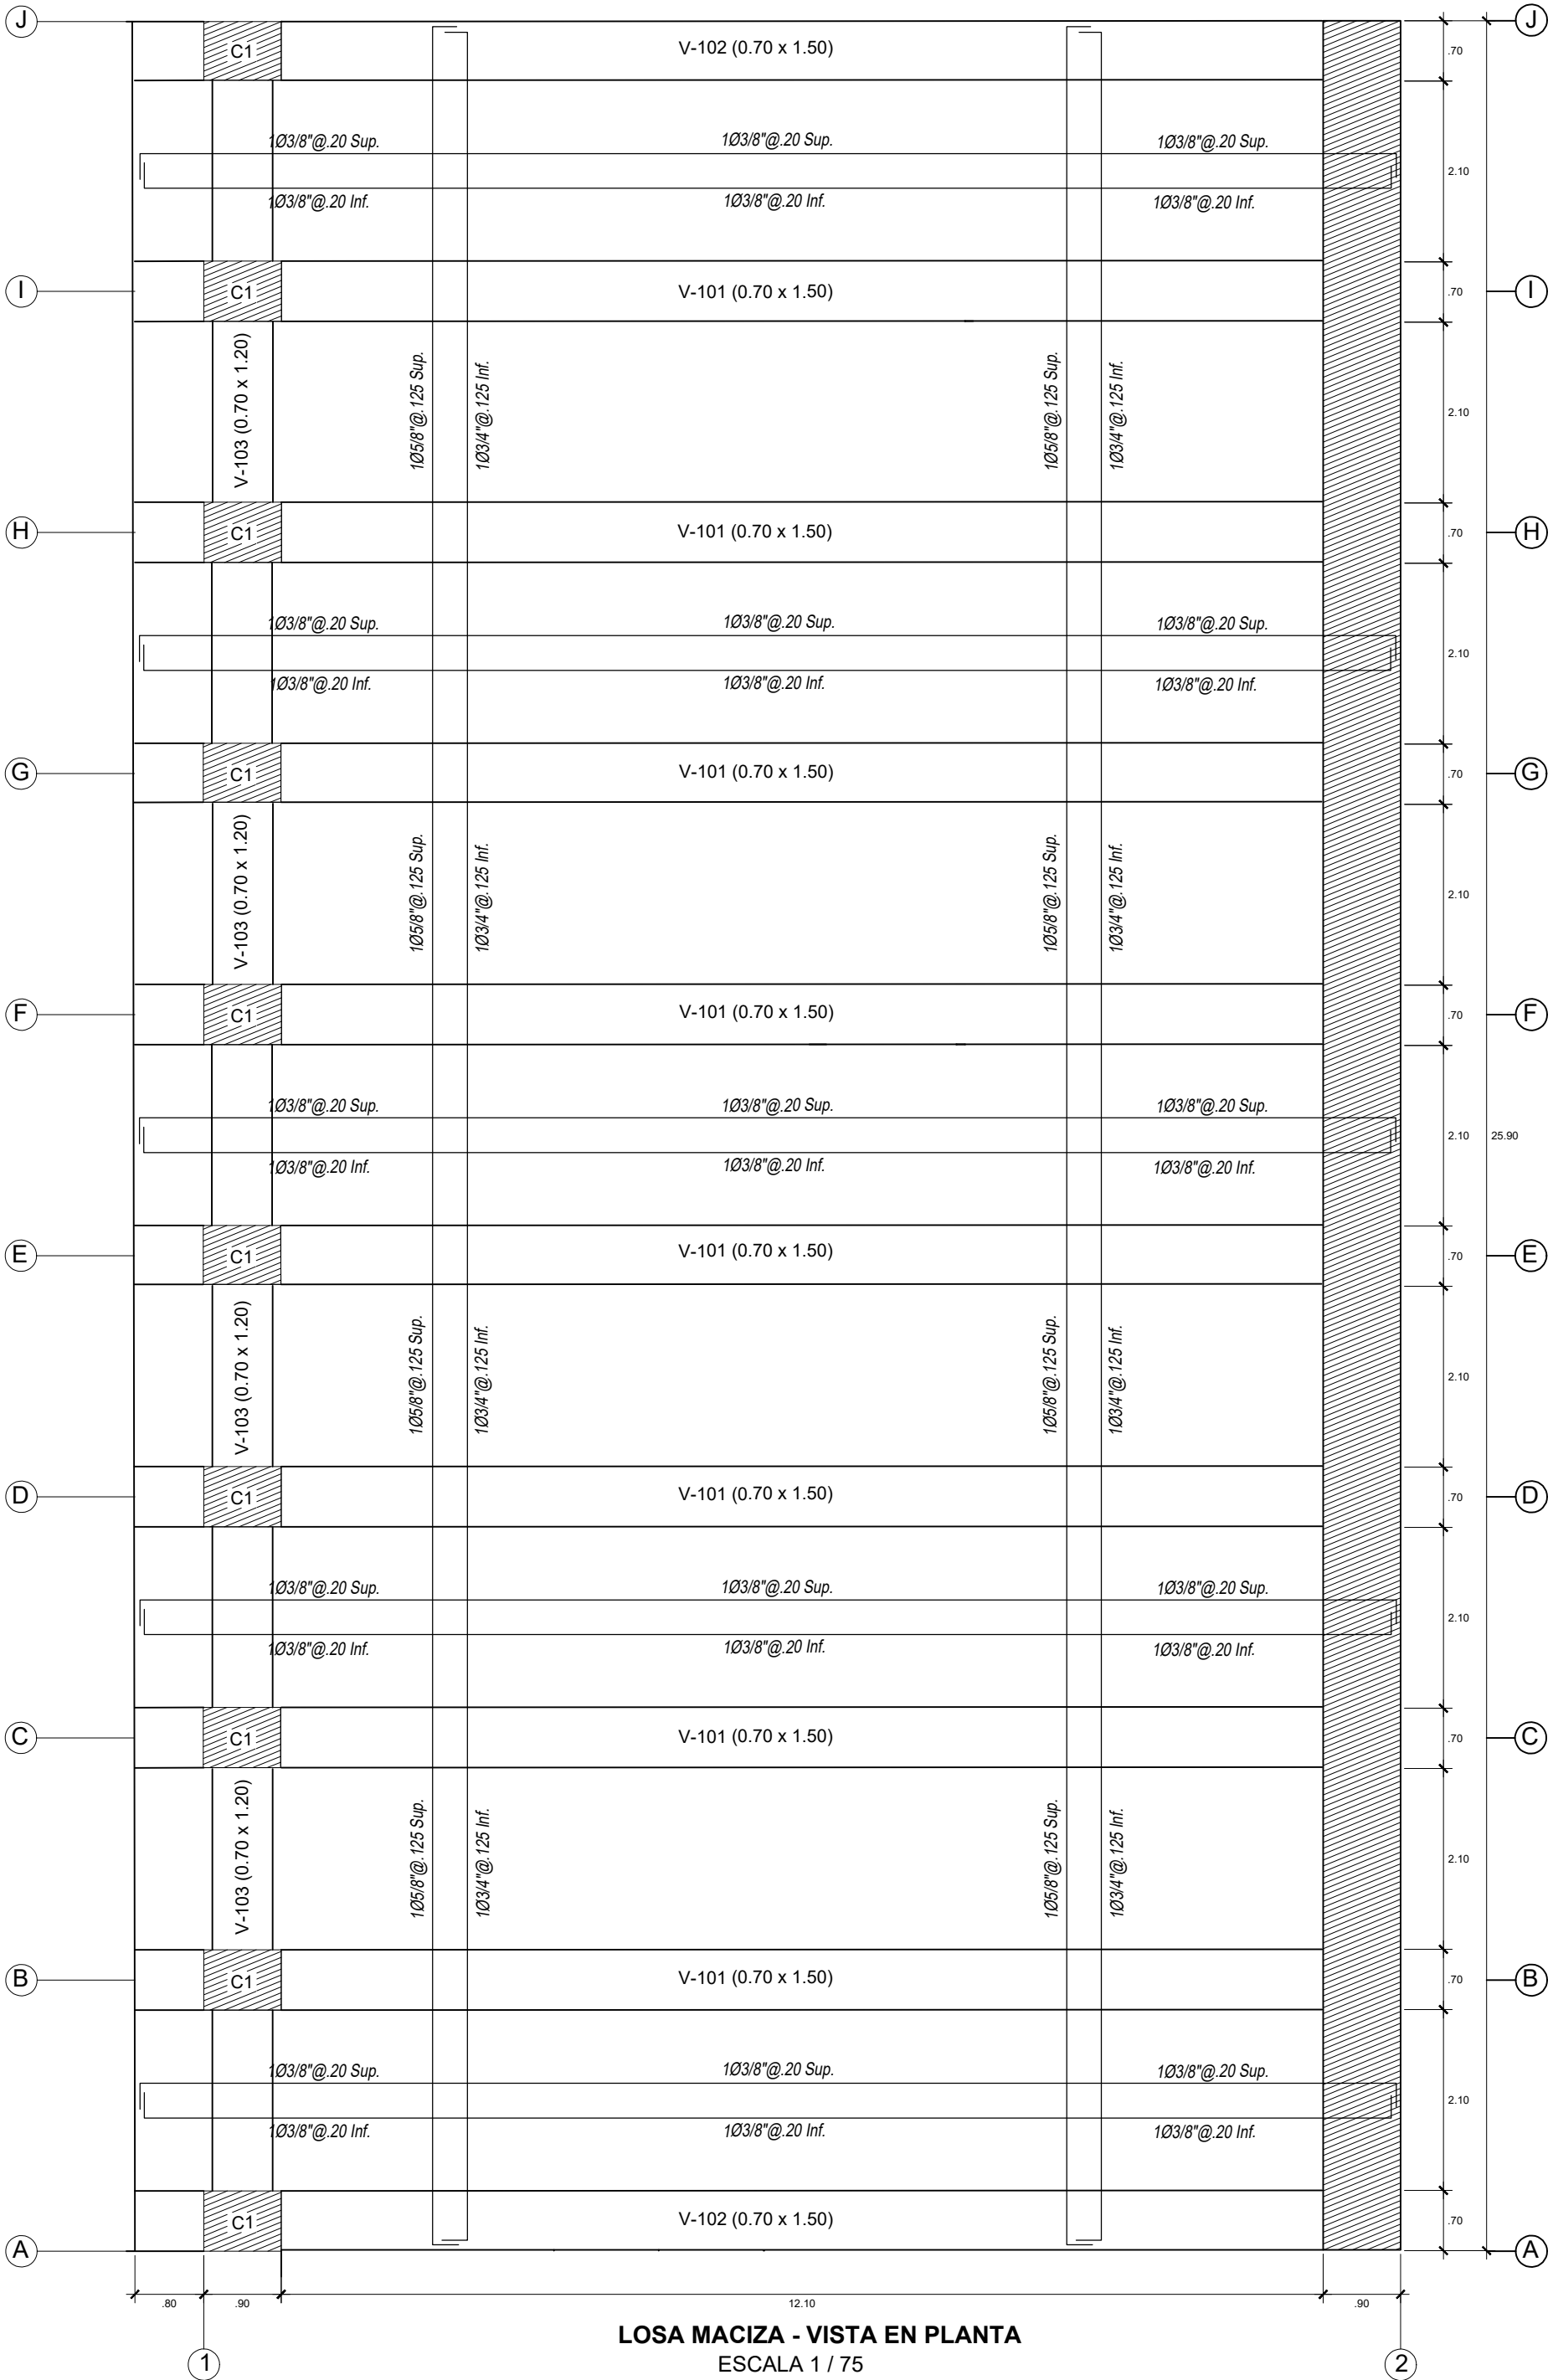 J
J
C1
V-102 (0.70 x 1.50)
.70
1Ø3/8"@.20 Sup.
1Ø3/8"@.20 Sup.
1Ø3/8"@.20 Sup.
2.10
1Ø3/8"@.20 Inf.
1Ø3/8"@.20 Inf.
1Ø3/8"@.20 Inf.
I
C1
V-101 (0.70 x 1.50)
.70
I
V-103 (0.70 x 1.20)
1Ø5/8"@.125 Sup.
1Ø3/4"@.125 Inf.
1Ø5/8"@.125 Sup.
1Ø3/4"@.125 Inf.
2.10
H
C1
V-101 (0.70 x 1.50)
.70
H
1Ø3/8"@.20 Sup.
1Ø3/8"@.20 Sup.
1Ø3/8"@.20 Sup.
2.10
1Ø3/8"@.20 Inf.
1Ø3/8"@.20 Inf.
1Ø3/8"@.20 Inf.
G
C1
V-101 (0.70 x 1.50)
.70
G
V-103 (0.70 x 1.20)
1Ø5/8"@.125 Sup.
1Ø3/4"@.125 Inf.
1Ø5/8"@.125 Sup.
1Ø3/4"@.125 Inf.
2.10
F
C1
V-101 (0.70 x 1.50)
.70
F
1Ø3/8"@.20 Sup.
1Ø3/8"@.20 Sup.
1Ø3/8"@.20 Sup.
2.10
25.90
1Ø3/8"@.20 Inf.
1Ø3/8"@.20 Inf.
1Ø3/8"@.20 Inf.
E
C1
V-101 (0.70 x 1.50)
.70
E
V-103 (0.70 x 1.20)
1Ø5/8"@.125 Sup.
1Ø3/4"@.125 Inf.
1Ø5/8"@.125 Sup.
1Ø3/4"@.125 Inf.
2.10
D
C1
V-101 (0.70 x 1.50)
.70
D
1Ø3/8"@.20 Sup.
1Ø3/8"@.20 Sup.
1Ø3/8"@.20 Sup.
2.10
1Ø3/8"@.20 Inf.
1Ø3/8"@.20 Inf.
1Ø3/8"@.20 Inf.
C
C1
V-101 (0.70 x 1.50)
.70
C
V-103 (0.70 x 1.20)
1Ø5/8"@.125 Sup.
1Ø3/4"@.125 Inf.
1Ø5/8"@.125 Sup.
1Ø3/4"@.125 Inf.
2.10
B
C1
V-101 (0.70 x 1.50)
.70
B
1Ø3/8"@.20 Sup.
1Ø3/8"@.20 Sup.
1Ø3/8"@.20 Sup.
2.10
1Ø3/8"@.20 Inf.
1Ø3/8"@.20 Inf.
1Ø3/8"@.20 Inf.
C1
V-102 (0.70 x 1.50)
.70
A
A
.80
.90
12.10
.90
LOSA MACIZA - VISTA EN PLANTA
ESCALA 1 / 75
1
2